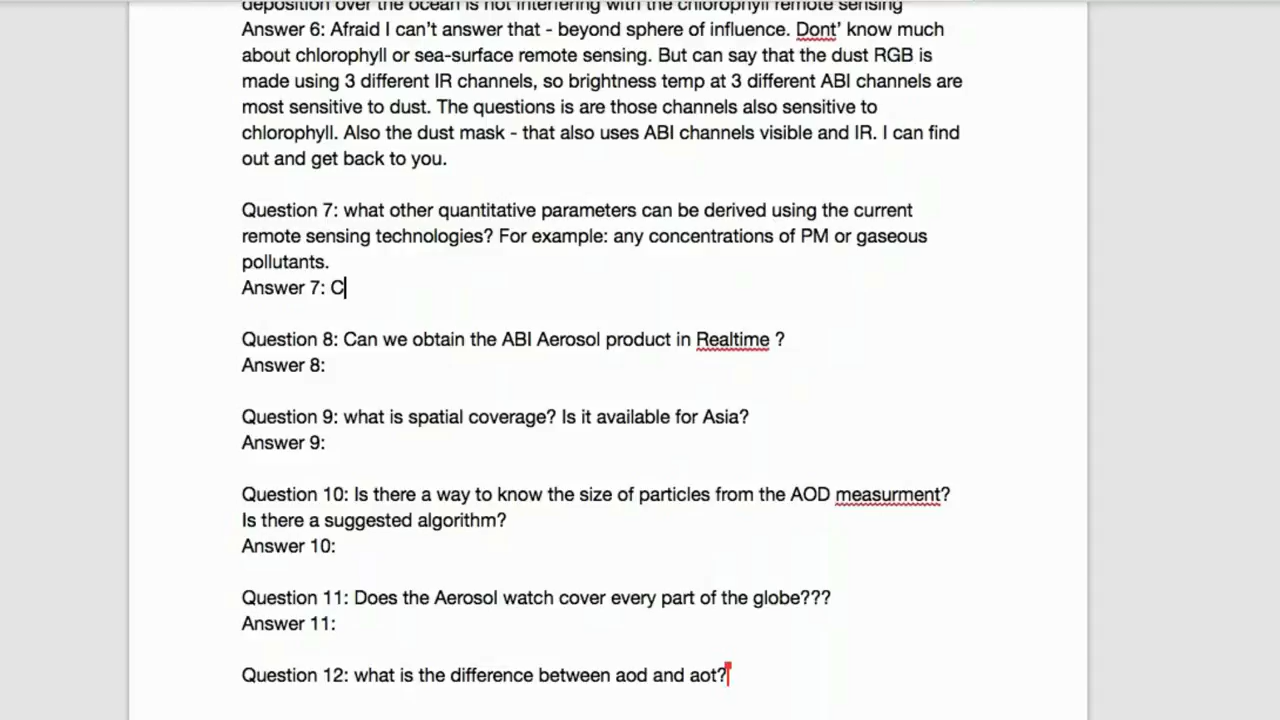 deposition over the ocean is not interfering with the chlorophyll remote sensing
Answer 6: Afraid I can’t answer that - beyond sphere of influence. Dont’ know much
about chlorophyll or sea-surface remote sensing. But can say that the dust RGB is
made using 3 different IR channels, so brightness temp at 3 different ABI channels are
most sensitive to dust. The questions is are those channels also sensitive to
chlorophyll. Also the dust mask - that also uses ABI channels visible and IR. I can find
out and get back to you.
Question 7: what other quantitative parameters can be derived using the current
remote sensing technologies? For example: any concentrations of PM or gaseous
pollutants.
Answer 7: C
Question 8: Can we obtain the ABI Aerosol product in Realtime ?
Answer 8:
Question 9: what is spatial coverage? Is it available for Asia?
Answer 9:
Question 10: Is there a way to know the size of particles from the AOD measurment?
Is there a suggested algorithm?
Answer 10:
Question 11: Does the Aerosol watch cover every part of the globe???
Answer 11:
Question 12: what is the difference between aod and aot?